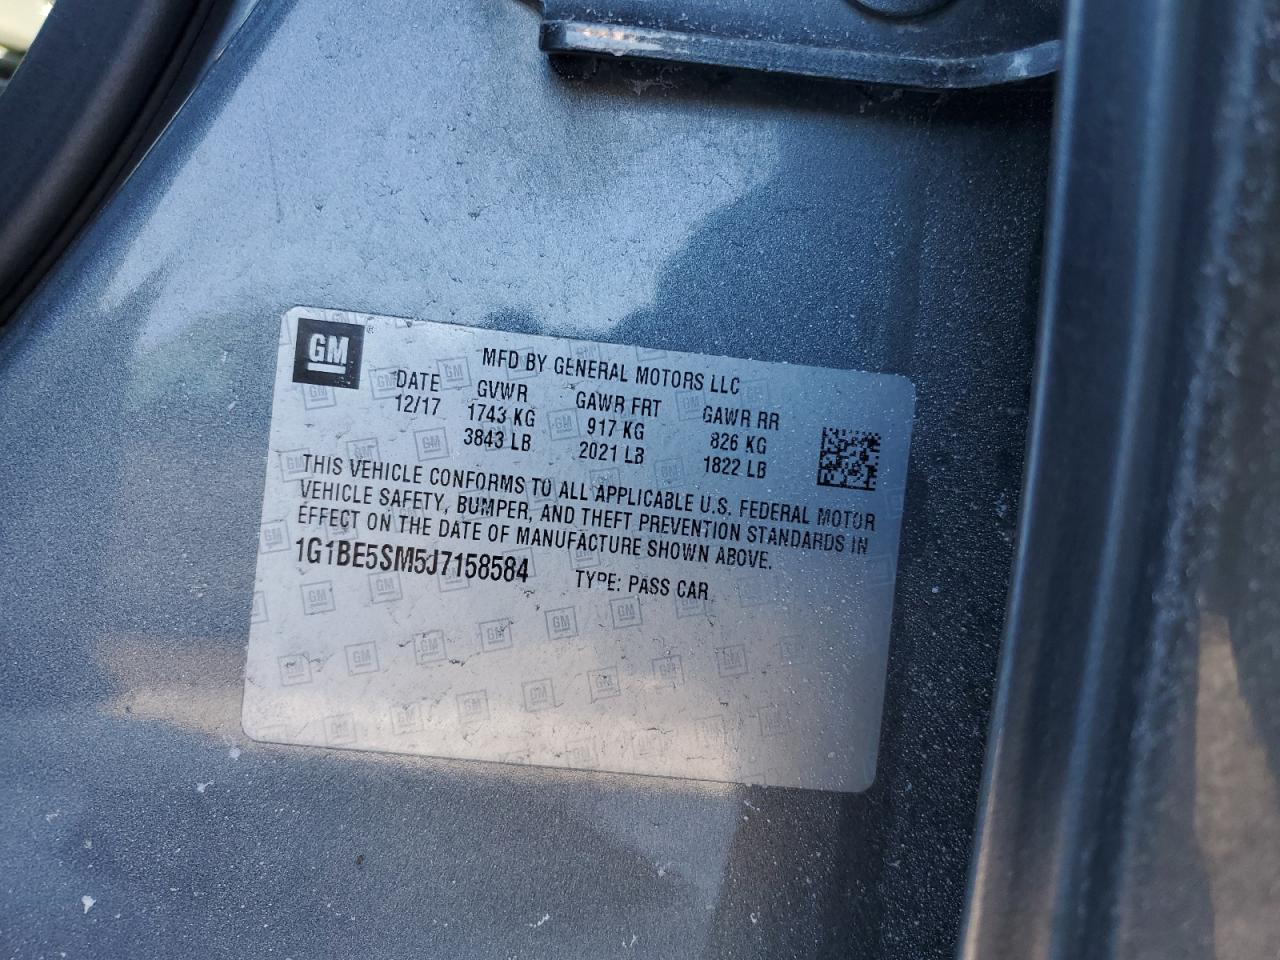 GM ®
MFD BY GENERAL MOTORS LLC
DATE GVWR GAWR FRT GAWR RR
12/17 1743 KG 917 KG 826 KG
3843 LB 2021 LB 1822 LB
THIS VEHICLE CONFORMS TO ALL APPLICABLE U.S. FEDERAL MOTOR
VEHICLE SAFETY, BUMPER, AND THEFT PREVENTION STANDARDS IN
EFFECT ON THE DATE OF MANUFACTURE SHOWN ABOVE.
1G1BE5SM5J7158584 TYPE: PASS CAR